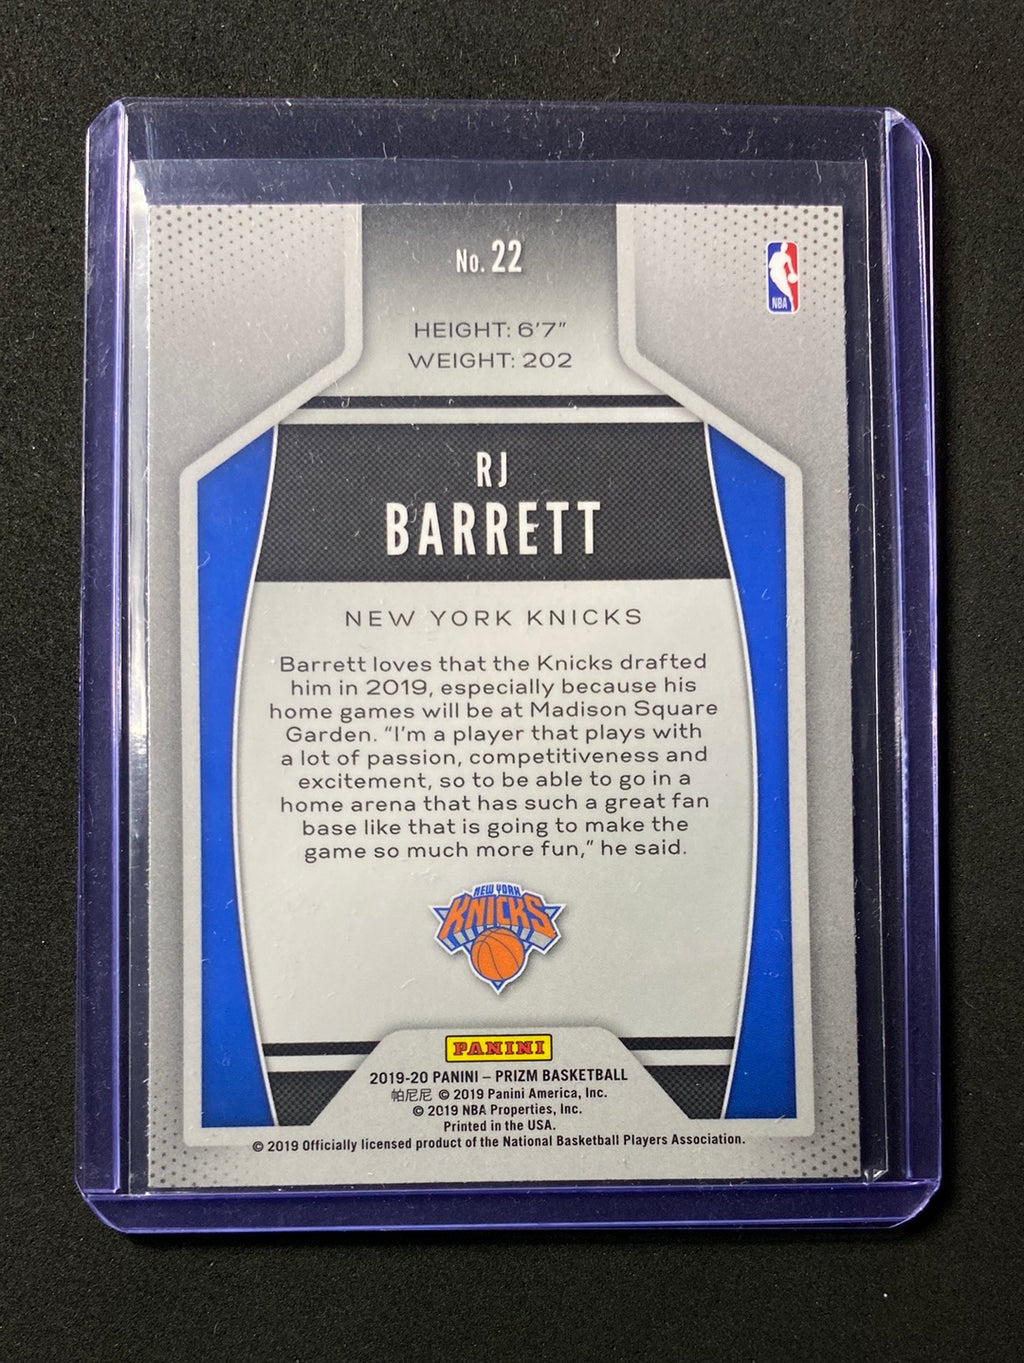 No. 22
NBA
HEIGHT: 6'7"
WEIGHT: 202
RJ
BARRETT
NEW YORK KNICKS
Barrett loves that the Knicks drafted
him in 2019, especially because his
home games will be at Madison Square
Garden. "I'm a player that plays with
a lot of passion, competitiveness and
excitement, so to be able to go in a
home arena that has such a great fan
base like that is going to make the
game so much more fun," he said.
NEW YORK
KNICKS
PANINI
2019-20 PANINI – PRIZM BASKETBALL
帕尼尼 © 2019 Panini America, Inc.
© 2019 NBA Properties, Inc.
Printed in the USA.
© 2019 Officially licensed product of the National Basketball Players Association.